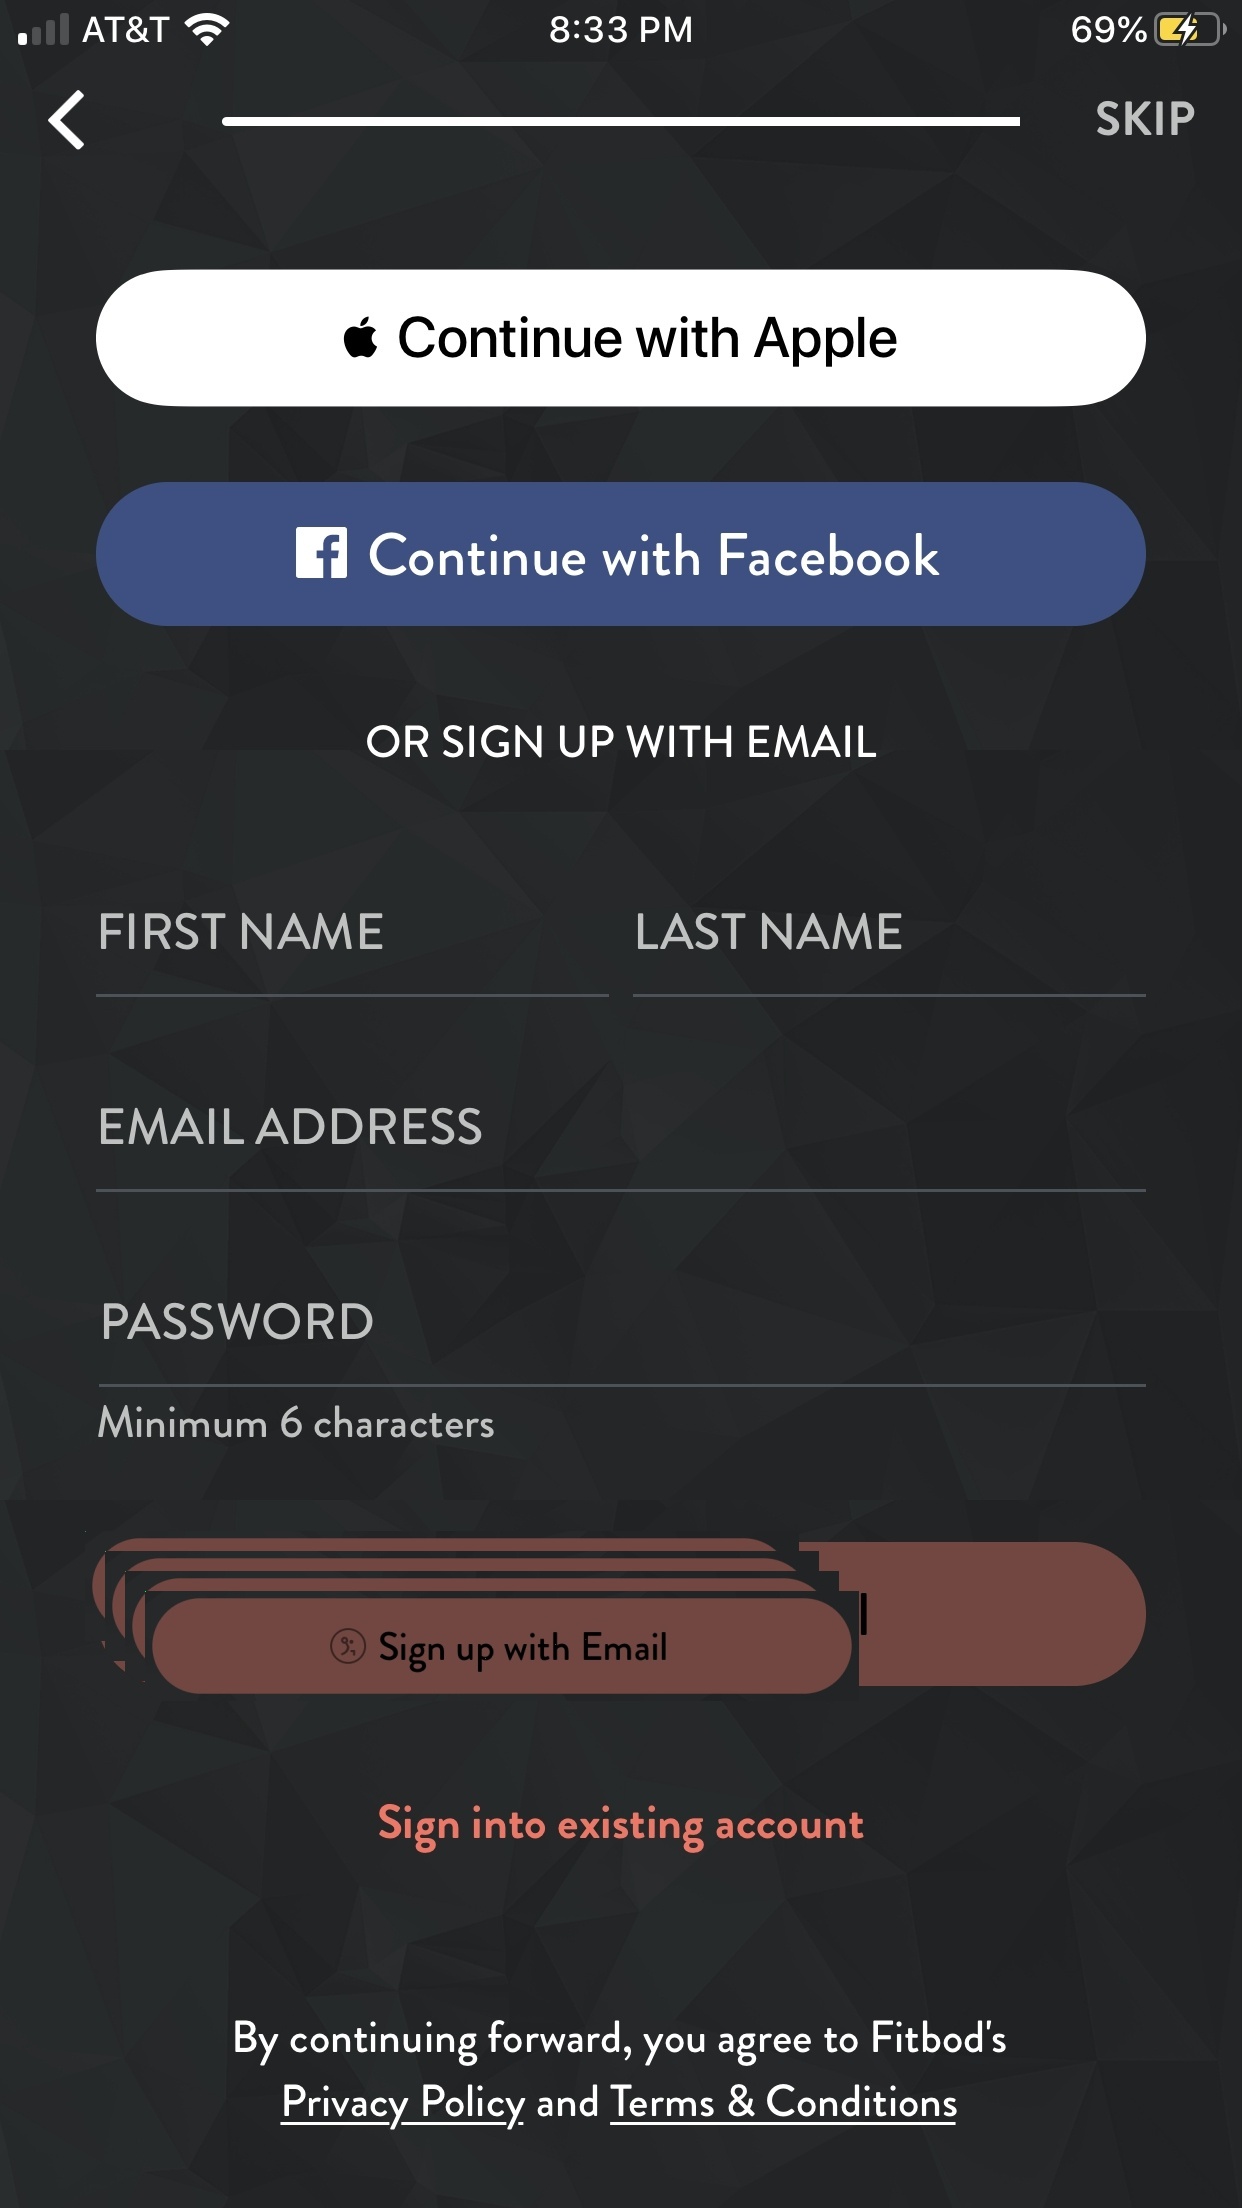 AT&T 8:33 PM 69%
SKIP
Continue with Apple
Continue with Facebook
OR SIGN UP WITH EMAIL
FIRST NAME LAST NAME
EMAIL ADDRESS
PASSWORD
Minimum 6 characters
Sign up with Email
Sign into existing account
By continuing forward, you agree to Fitbod's
Privacy Policy and Terms & Conditions